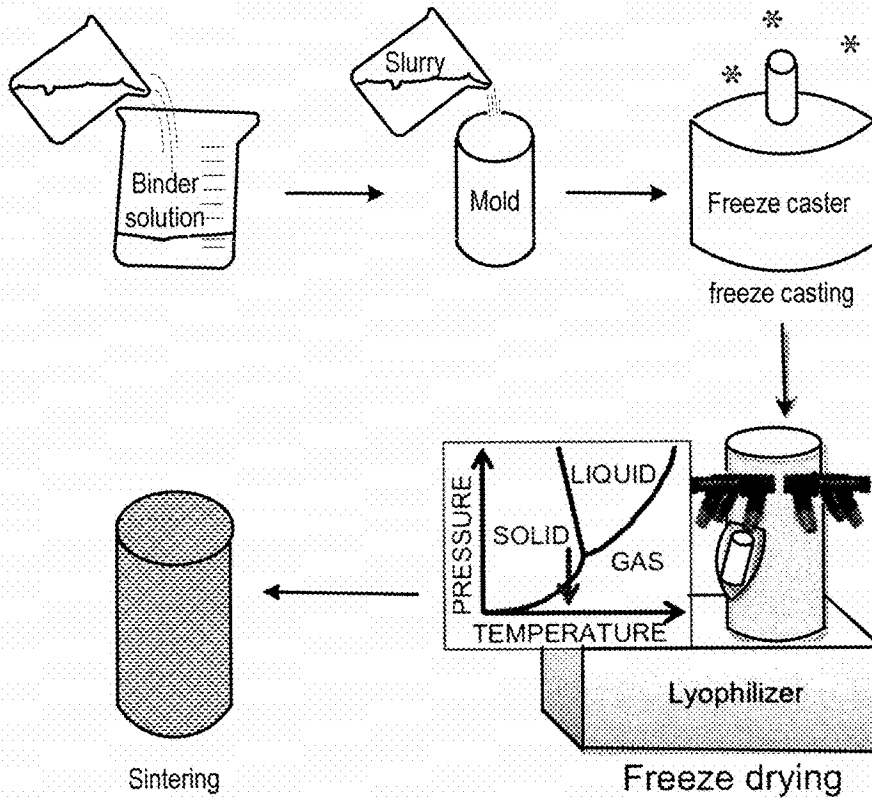 Slurry
Binder
solution
Mold
Freeze caster
freeze casting
PRESSURE
LIQUID
SOLID
GAS
TEMPERATURE
Lyophilizer
Freeze drying
Sintering